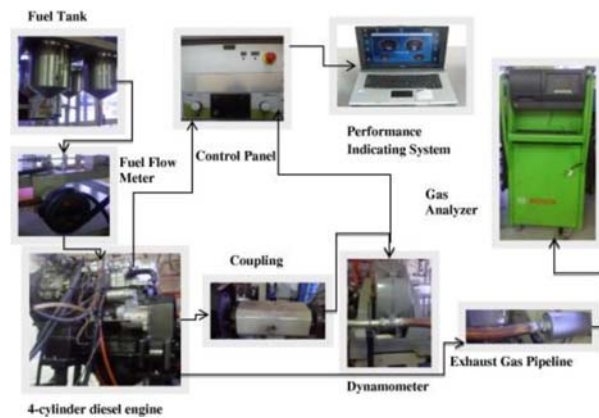 Fuel Tank
Fuel Flow
Meter
Control Panel
Performance
Indicating System
Gas
Analyzer
Coupling
4-cylinder diesel engine
Dynamometer
Exhaust Gas Pipeline